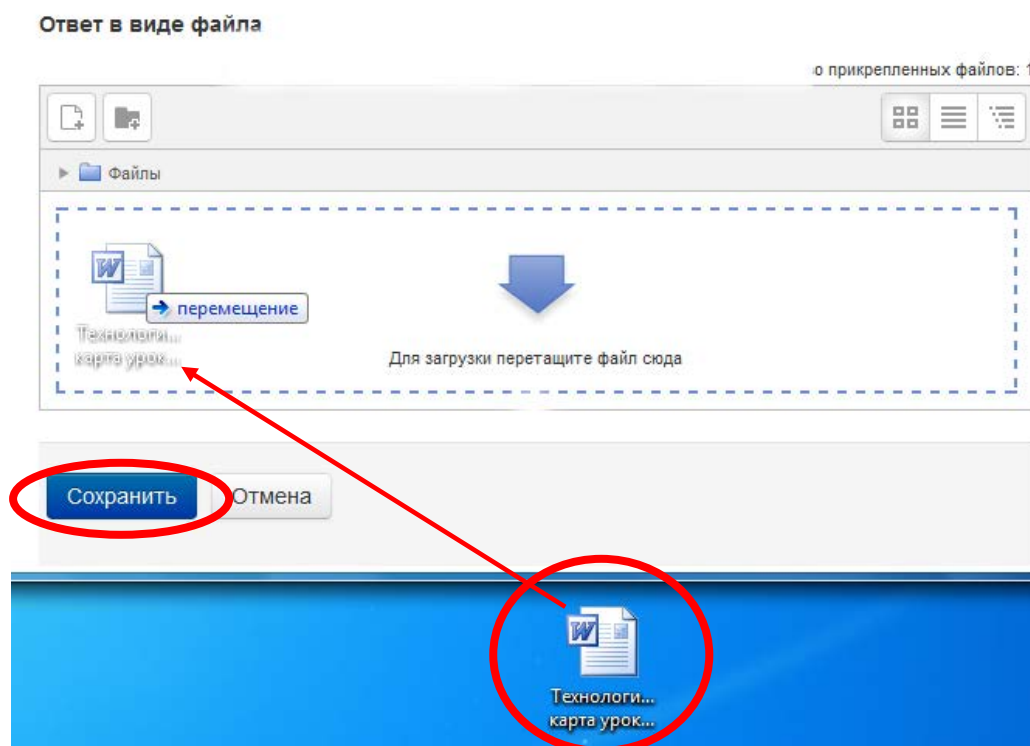 Ответ в виде файла
о прикрепленных файлов: 1
Файлы
W
перемещение
Технологи...
карта урок...
Для загрузки перетащите файл сюда
Сохранить
Отмена
W
Технологи...
карта урок...